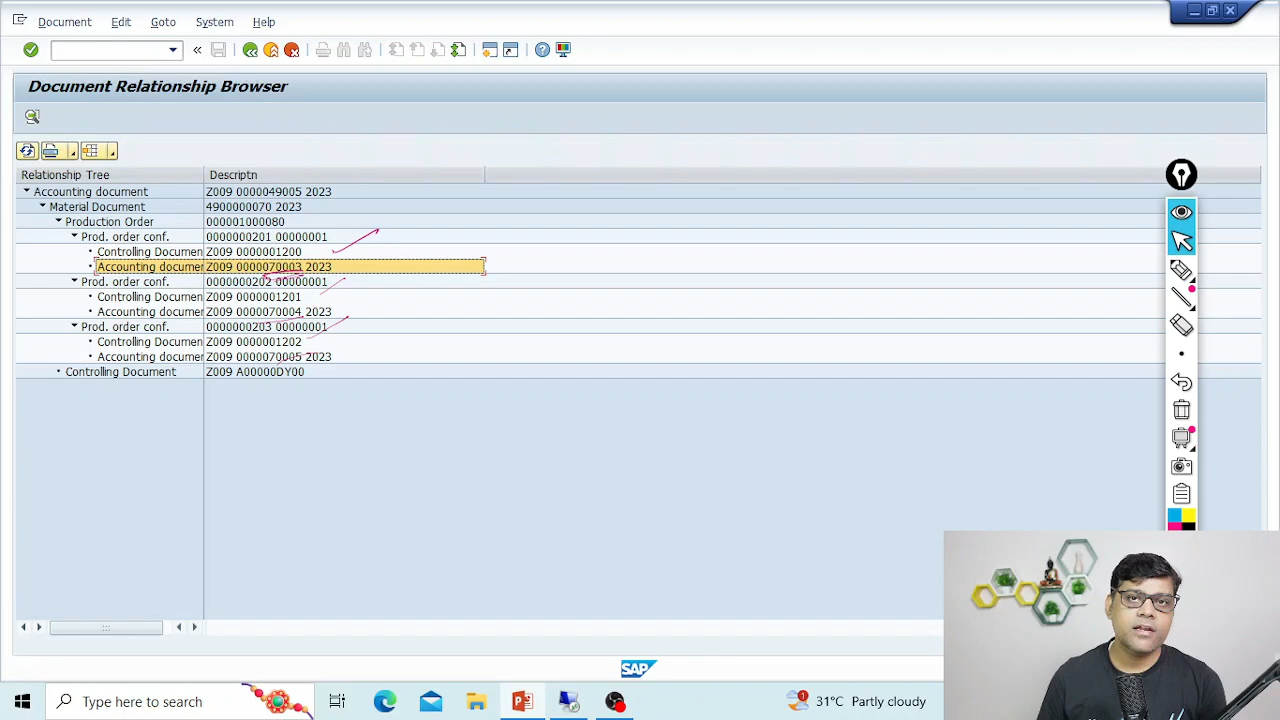 Document Edit Goto System Help
Document Relationship Browser
Relationship Tree Descriptn
Accounting document Z009 0000049005 2023
Material Document 4900000070 2023
Production Order 000001000080
Prod. order conf. 0000000201 00000001
Controlling Documen Z009 0000001200
Accounting documer Z009 0000070003 2023
Prod. order conf. 0000000202 00000001
Controlling Documen Z009 0000001201
Accounting documer Z009 0000070004 2023
Prod. order conf. 0000000203 00000001
Controlling Documen Z009 0000001202
Accounting documer Z009 0000070005 2023
Controlling Document Z009 A00000DY00
SAP
Type here to search
31°C Partly cloudy